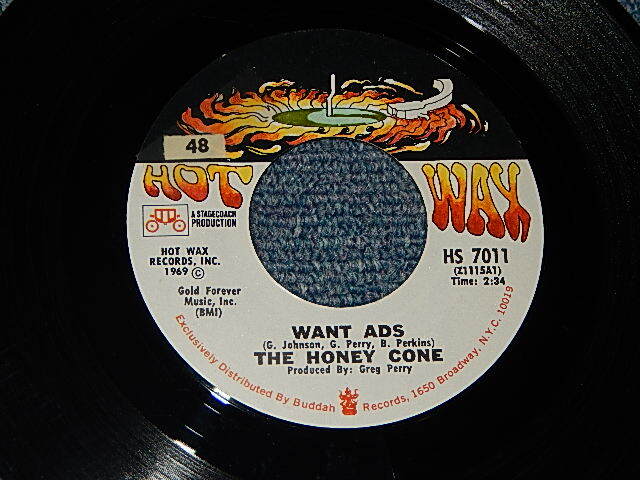 48
HOT WAX
A STAGECOACH
PRODUCTION
HOT WAX
RECORDS, INC.
1969 ©
Gold Forever
Music, Inc.
(BMI)
HS 7011
(Z1115A1)
Time: 2:34
WANT ADS
(G. Johnson, G. Perry, B. Perkins)
THE HONEY CONE
Produced By: Greg Perry
Exclusively Distributed By Buddah Records, 1650 Broadway, N.Y.C. 10019